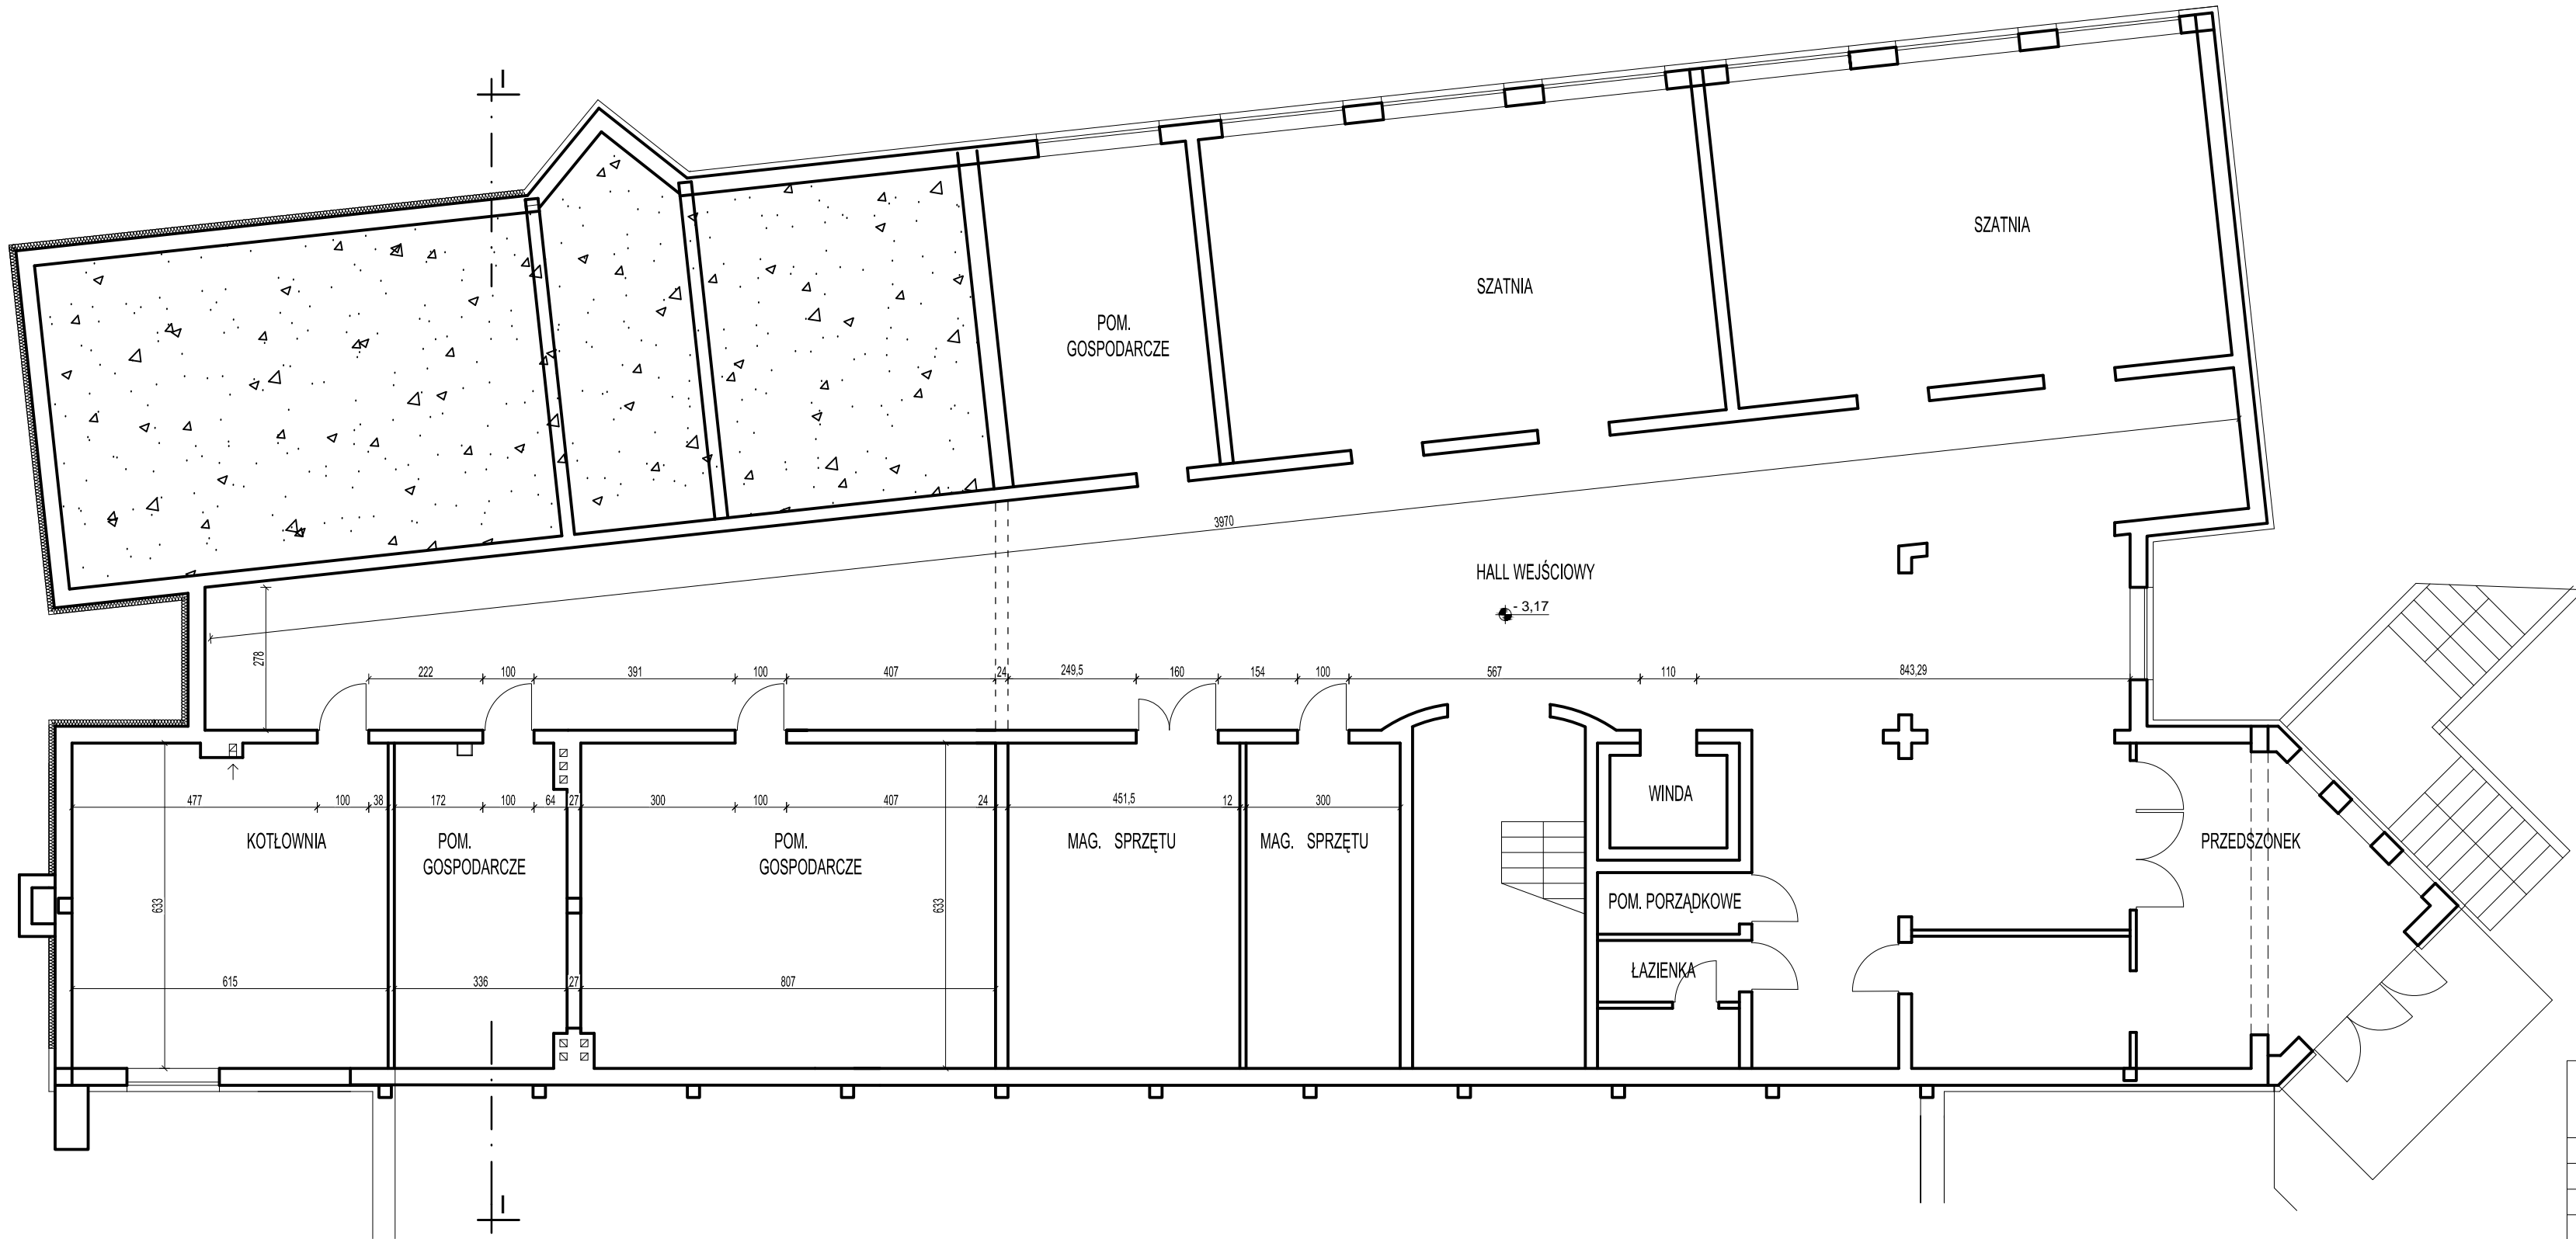 I
SZATNIA
SZATNIA
POM.
GOSPODARCZE
3970
HALL WEJŚCIOWY
- 3,17
278
222 100 391 100 407 24 249,5 160 154 100 567 110 843,29
477 100 38 172 100 64 27 300 100 407 24 451,5 12 300
WINDA
KOTŁOWNIA
POM.
GOSPODARCZE
POM.
GOSPODARCZE
MAG. SPRZĘTU
MAG. SPRZĘTU
PRZEDSZONEK
633
633
POM. PORZĄDKOWE
ŁAZIENKA
615 336 27 807
I